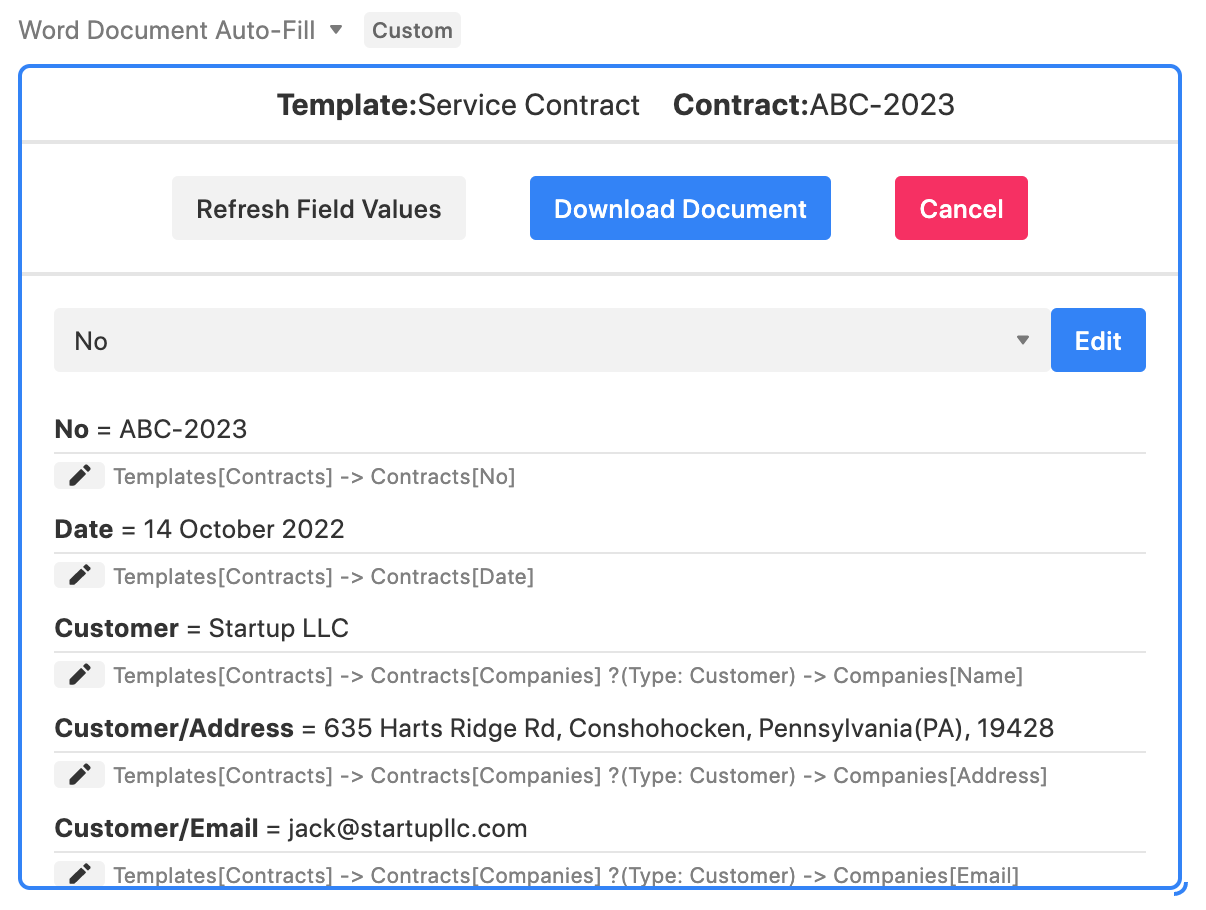 Word Document Auto-Fill Custom
Template:Service Contract Contract:ABC-2023
Refresh Field Values Download Document Cancel
No Edit
No = ABC-2023
Templates[Contracts] -> Contracts[No]
Date = 14 October 2022
Templates[Contracts] -> Contracts[Date]
Customer = Startup LLC
Templates[Contracts] -> Contracts[Companies] ?(Type: Customer) -> Companies[Name]
Customer/Address = 635 Harts Ridge Rd, Conshohocken, Pennsylvania(PA), 19428
Templates[Contracts] -> Contracts[Companies] ?(Type: Customer) -> Companies[Address]
Customer/Email = jack@startupllc.com
Templates[Contracts] -> Contracts[Companies] ?(Type: Customer) -> Companies[Email]